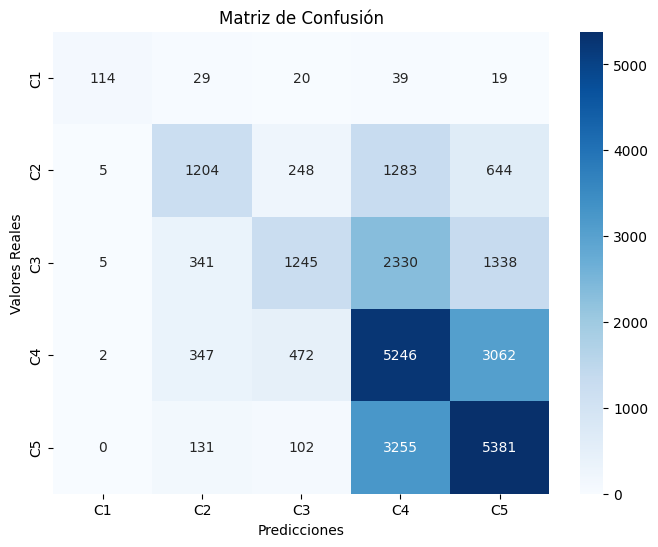 Matriz de Confusión
C1 114 29 20 39 19
C2 5 1204 248 1283 644
C3 5 341 1245 2330 1338
C4 2 347 472 5246 3062
C5 0 131 102 3255 5381
C1 C2 C3 C4 C5
Predicciones
Valores Reales
5000
4000
3000
2000
1000
0